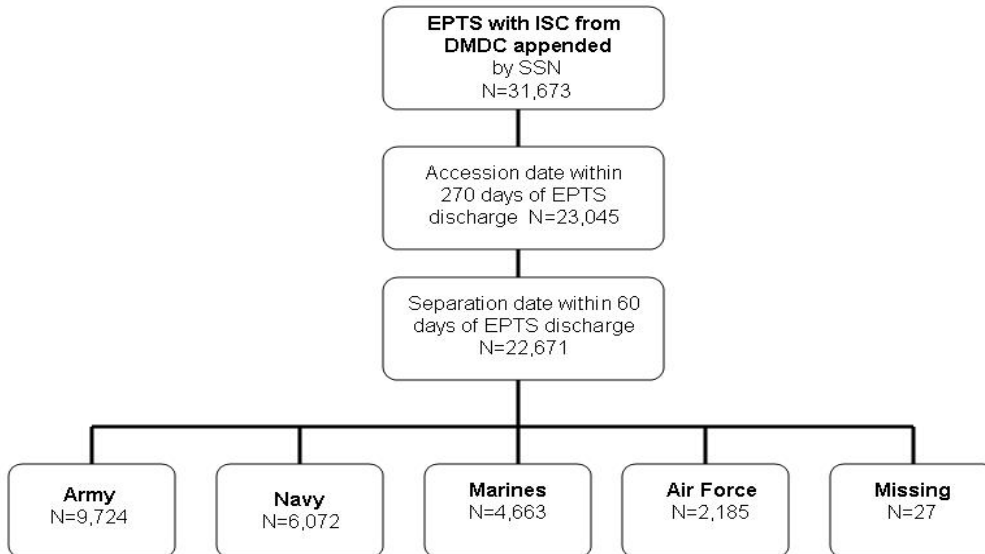 EPTS with ISC from
DMDC appended
by SSN
N=31,673
Accession date within
270 days of EPTS
discharge N=23,045
Separation date within 60
days of EPTS discharge
N=22,671
Army
N=9,724
Navy
N=6,072
Marines
N=4,663
Air Force
N=2,185
Missing
N=27